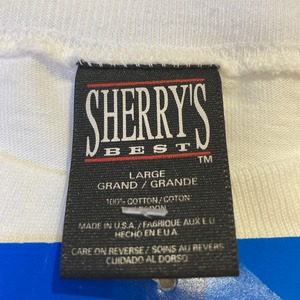 SHERRY'S
BEST
TM
LARGE
GRAND / GRANDE
100% COTTON / COTON
MADE IN U.S.A. / FABRIQUE AUX E U
HECHO EN E.U.A.
CARE ON REVERSE / SOINS AU REVERS
CUIDADO AL DORSO